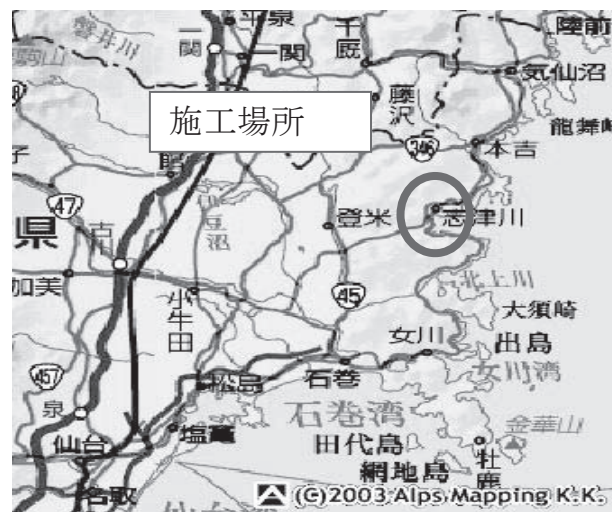 平泉
千厩
陸前
磐井川
一関
一関
気仙沼
藤沢
龍舞崎
施工場所
346
本吉
47
登米
志津川
県
古川
加美
小牛田
45
北上川
大須崎
女川
出島
457
石巻
女川湾
泉
松島
石巻湾
金華山
仙台
塩竈
田代島
牡鹿
網地島
名取
(C)2003 Alps Mapping K.K.